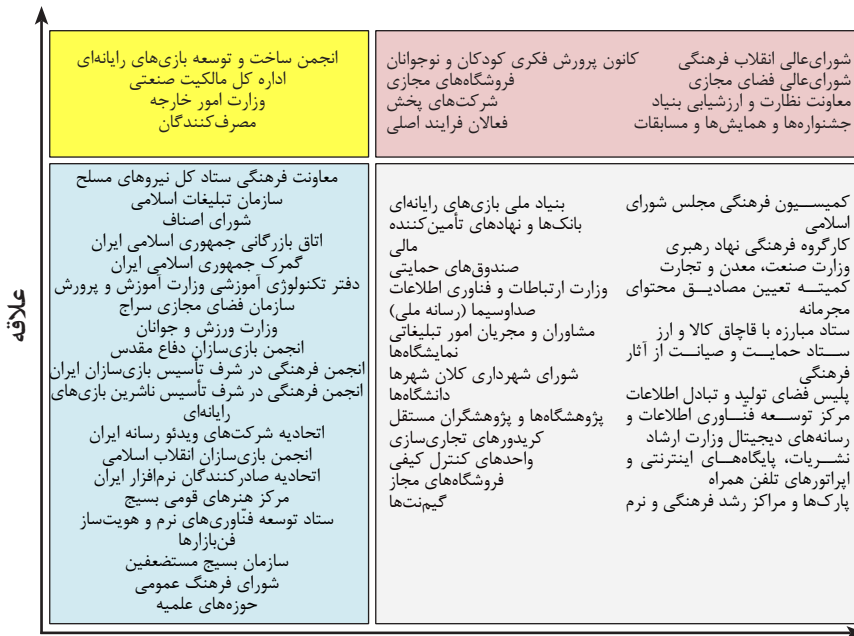 شورای‌عالی انقلاب فرهنگی
شورای‌عالی فضای مجازی
معاونت نظارت و ارزشیابی بنیاد
جشنواره‌ها و همایش‌ها و مسابقات
کانون پرورش فکری کودکان و نوجوانان
فروشگاه‌های مجازی
شرکت‌های پخش
فعالان فرایند اصلی
انجمن ساخت و توسعه بازی‌های رایانه‌ای
اداره کل مالکیت صنعتی
وزارت امور خارجه
مصرف‌کنندگان
کمیسـیون فرهنگی مجلس شورای
اسلامی
کارگروه فرهنگی نهاد رهبری
وزارت صنعت، معدن و تجارت
کمیتـه تعیین مصادیـق محتوای
مجرمانه
ستاد مبارزه با قاچاق کالا و ارز
سـتاد حمایـت و صیانـت از آثار
فرهنگی
پلیس فضای تولید و تبادل اطلاعات
مرکز توسـعه فنّـاوری اطلاعات و
رسانه‌های دیجیتال وزارت ارشاد
نشـریات، پایگاه‌هـای اینترنتی و
اپراتورهای تلفن همراه
پارک‌ها و مراکز رشد فرهنگی و نرم
بنیاد ملی بازی‌های رایانه‌ای
بانک‌ها و نهادهای تأمین‌کننده
مالی
صندوق‌های حمایتی
وزارت ارتباطات و فناوری اطلاعات
صداوسیما (رسانه ملی)
مشاوران و مجریان امور تبلیغاتی
نمایشگاه‌ها
شورای شهرداری کلان شهرها
دانشگاه‌ها
پژوهشگاه‌ها و پژوهشگران مستقل
کریدورهای تجاری‌سازی
واحدهای کنترل کیفی
فروشگاه‌های مجاز
گیم‌نت‌ها
معاونت فرهنگی ستاد کل نیروهای مسلح
سازمان تبلیغات اسلامی
شورای اصناف
اتاق بازرگانی جمهوری اسلامی ایران
گمرک جمهوری اسلامی ایران
دفتر تکنولوژی آموزشی وزارت آموزش و پرورش
سازمان فضای مجازی سراج
وزارت ورزش و جوانان
انجمن بازی‌سازان دفاع مقدس
انجمن فرهنگی در شرف تأسیس بازی‌سازان ایران
انجمن فرهنگی در شرف تأسیس ناشرین بازی‌های
رایانه‌ای
اتحادیه شرکت‌های ویدئو رسانه ایران
انجمن بازی‌سازان انقلاب اسلامی
اتحادیه صادرکنندگان نرم‌افزار ایران
مرکز هنرهای قومی بسیج
ستاد توسعه فنّاوری‌های نرم و هویت‌ساز
فن‌بازارها
سازمان بسیج مستضعفین
شورای فرهنگ عمومی
حوزه‌های علمیه
علاقه